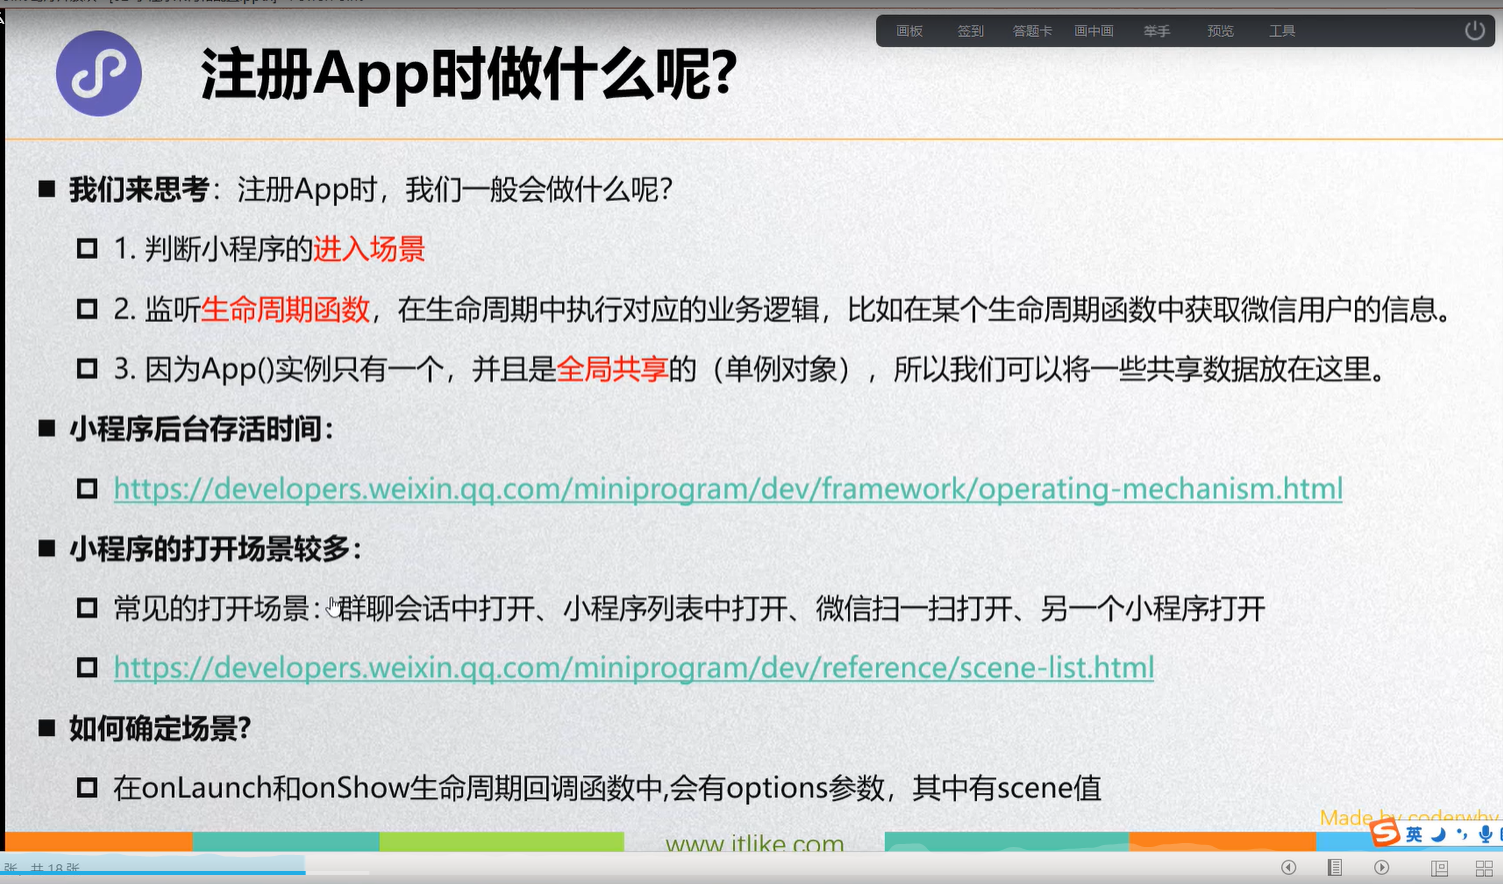 画板 签到 答题卡 画中画 举手 预览 工具
注册App时做什么呢?
我们来思考：注册App时，我们一般会做什么呢?
1. 判断小程序的进入场景
2. 监听生命周期函数，在生命周期中执行对应的业务逻辑，比如在某个生命周期函数中获取微信用户的信息。
3. 因为App()实例只有一个，并且是全局共享的（单例对象），所以我们可以将一些共享数据放在这里。
小程序后台存活时间：
https://developers.weixin.qq.com/miniprogram/dev/framework/operating-mechanism.html
小程序的打开场景较多：
常见的打开场景：群聊会话中打开、小程序列表中打开、微信扫一扫打开、另一个小程序打开
https://developers.weixin.qq.com/miniprogram/dev/reference/scene-list.html
如何确定场景?
在onLaunch和onShow生命周期回调函数中,会有options参数，其中有scene值
Made by coderwhy
www.itlike.com
英
张，共 18 张